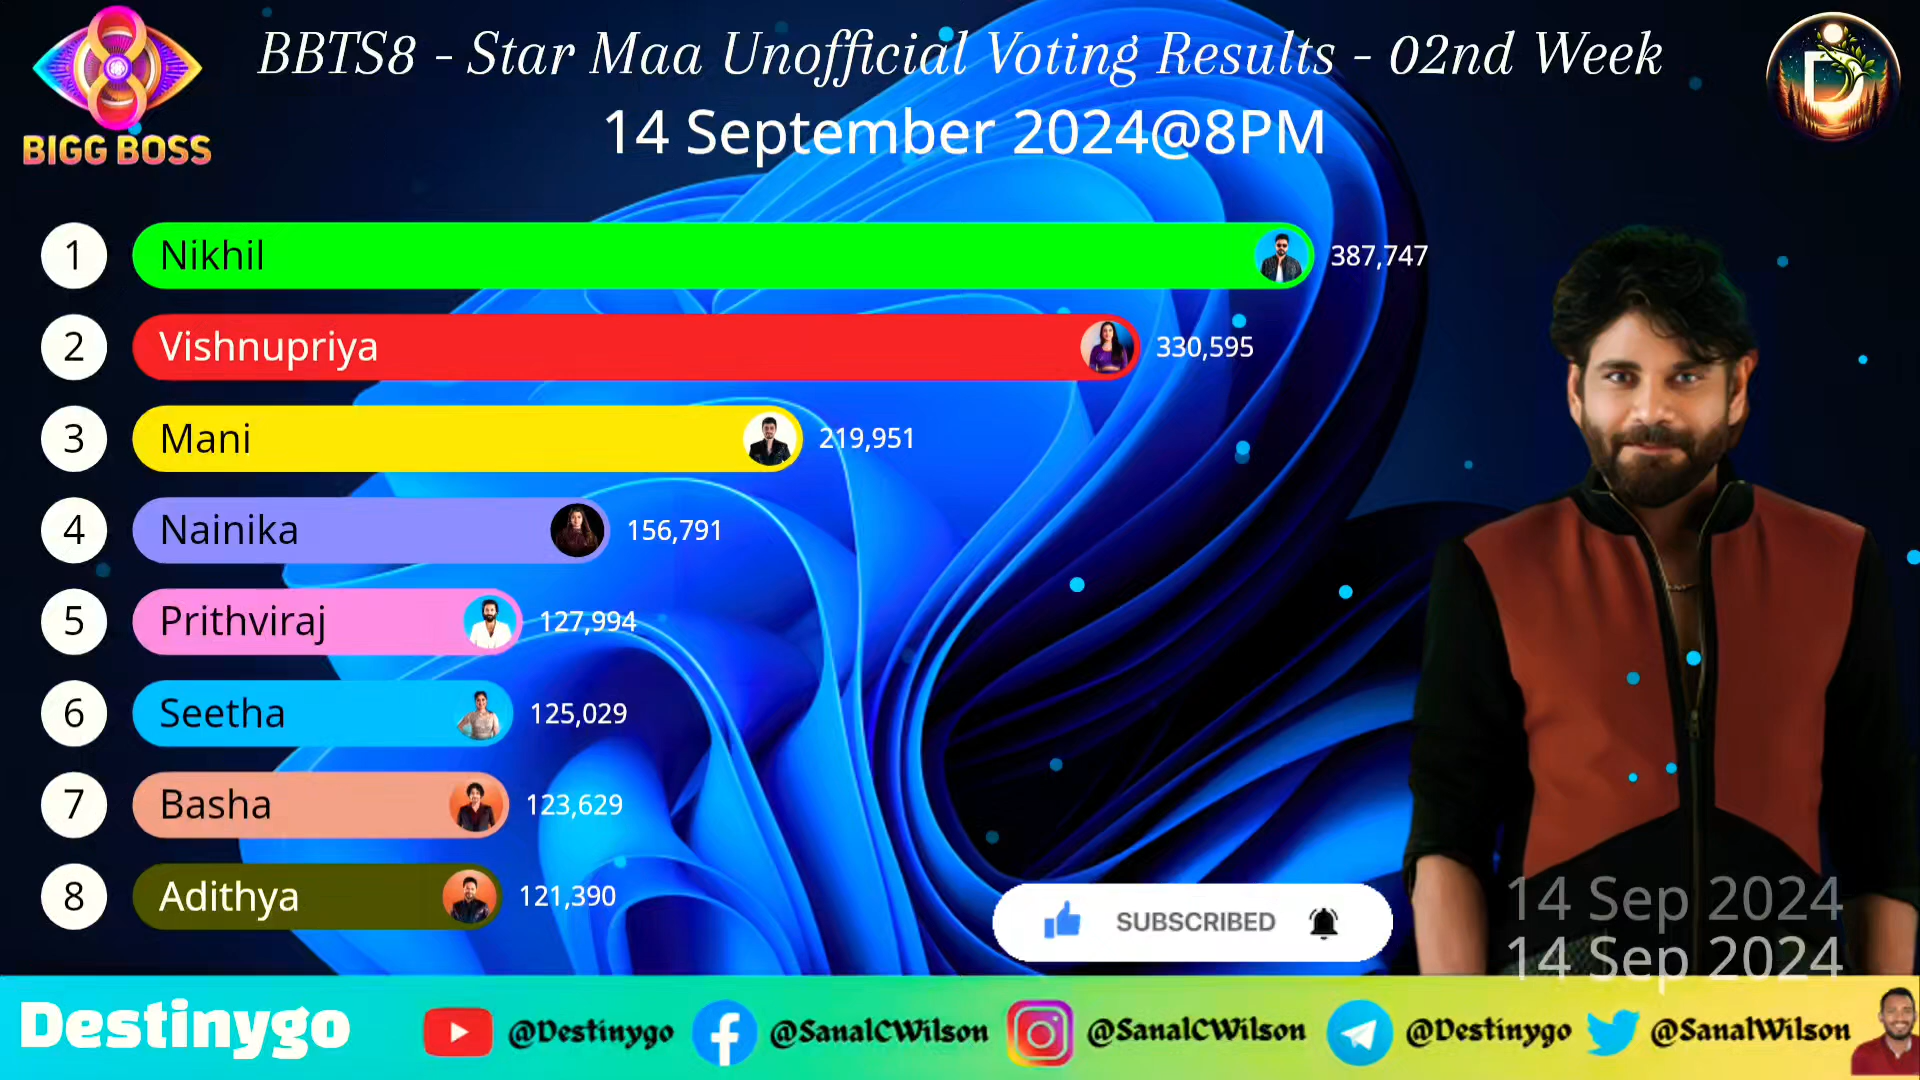 BIGG BOSS
BBTS8 - Star Maa Unofficial Voting Results - 02nd Week
14 September 2024@8PM
D
1 Nikhil 387,747
2 Vishnupriya 330,595
3 Mani 219,951
4 Nainika 156,791
5 Prithviraj 127,994
6 Seetha 125,029
7 Basha 123,629
8 Adithya 121,390
SUBSCRIBED
14 Sep 2024
14 Sep 2024
Destinygo @Destinygo @SanalCWilson @SanalCWilson @Destinygo @SanalWilson